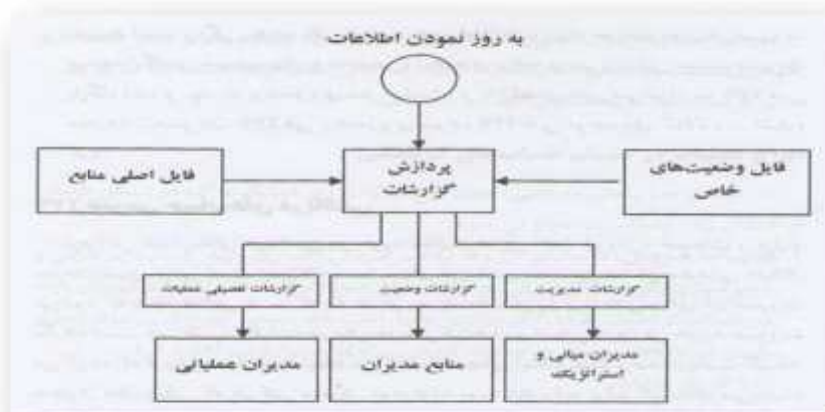 به روز نمودن اطلاعات
فایل وضعیت‌های
خاص
پردازش
گزارشات
فایل اصلی منابع
گزارشات مدیریت
گزارشات وضعیت
گزارشات تفصیلی عملیات
مدیران میانی و
استراتژیک
منابع مدیران
مدیران عملیاتی